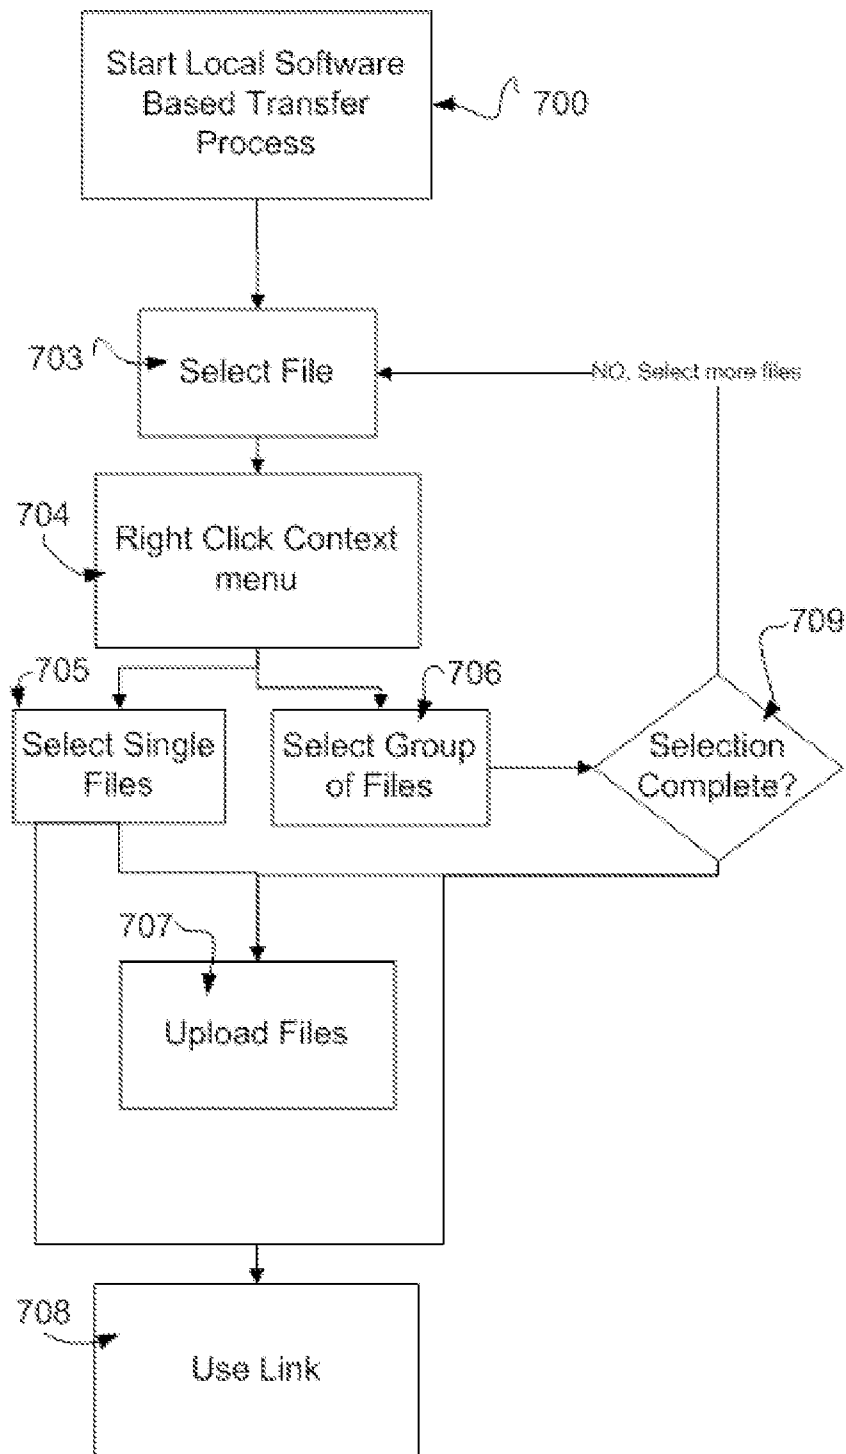 Start Local Software
Based Transfer
Process
700
703
Select File
NO, Select more files
704
Right Click Context
menu
709
705
706
Select Single
Files
Select Group
of Files
Selection
Complete?
707
Upload Files
708
Use Link